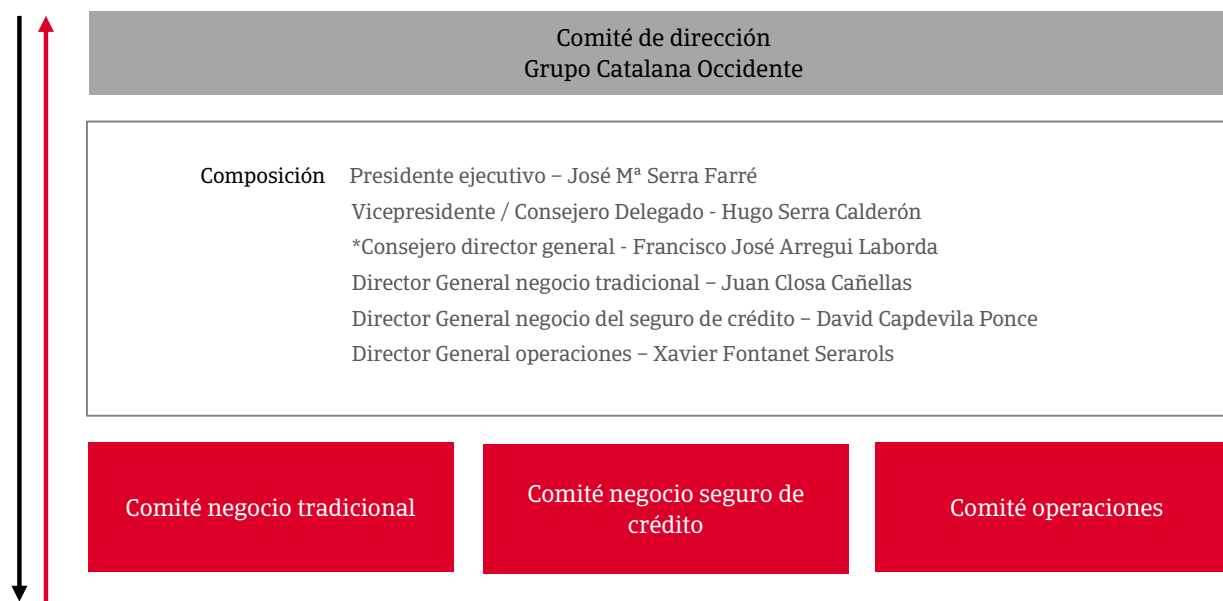 Comité de dirección
Grupo Catalana Occidente
Composición Presidente ejecutivo – José Mª Serra Farré
Vicepresidente / Consejero Delegado - Hugo Serra Calderón
*Consejero director general - Francisco José Arregui Laborda
Director General negocio tradicional – Juan Closa Cañellas
Director General negocio del seguro de crédito – David Capdevila Ponce
Director General operaciones – Xavier Fontanet Serarols
Comité negocio tradicional
Comité negocio seguro de
crédito
Comité operaciones